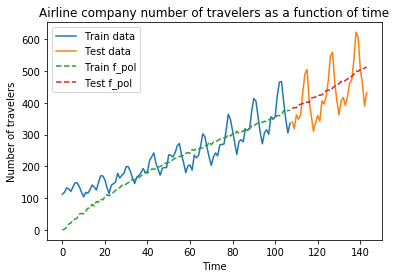 Airline company number of travelers as a function of time
Train data
Test data
Train f_pol
Test f_pol
Number of travelers
600
500
400
300
200
100
0
0 20 40 60 80 100 120 140
Time